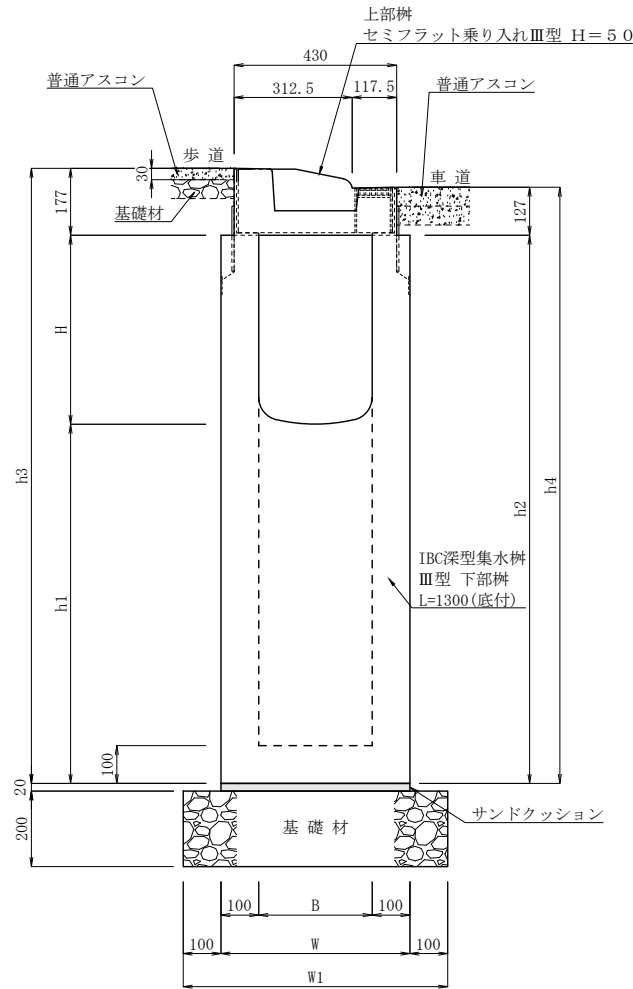 上部桝
セミフラット乗り入れⅢ型 H＝50
430
普通アスコン
312.5
117.5
普通アスコン
歩 道
車 道
30
177
基礎材
127
H
h3
h1
h2
h4
IBC深型集水桝
Ⅲ型 下部桝
L=1300(底付)
100
20
サンドクッション
200
基 礎 材
100
B
100
100
W
100
W1